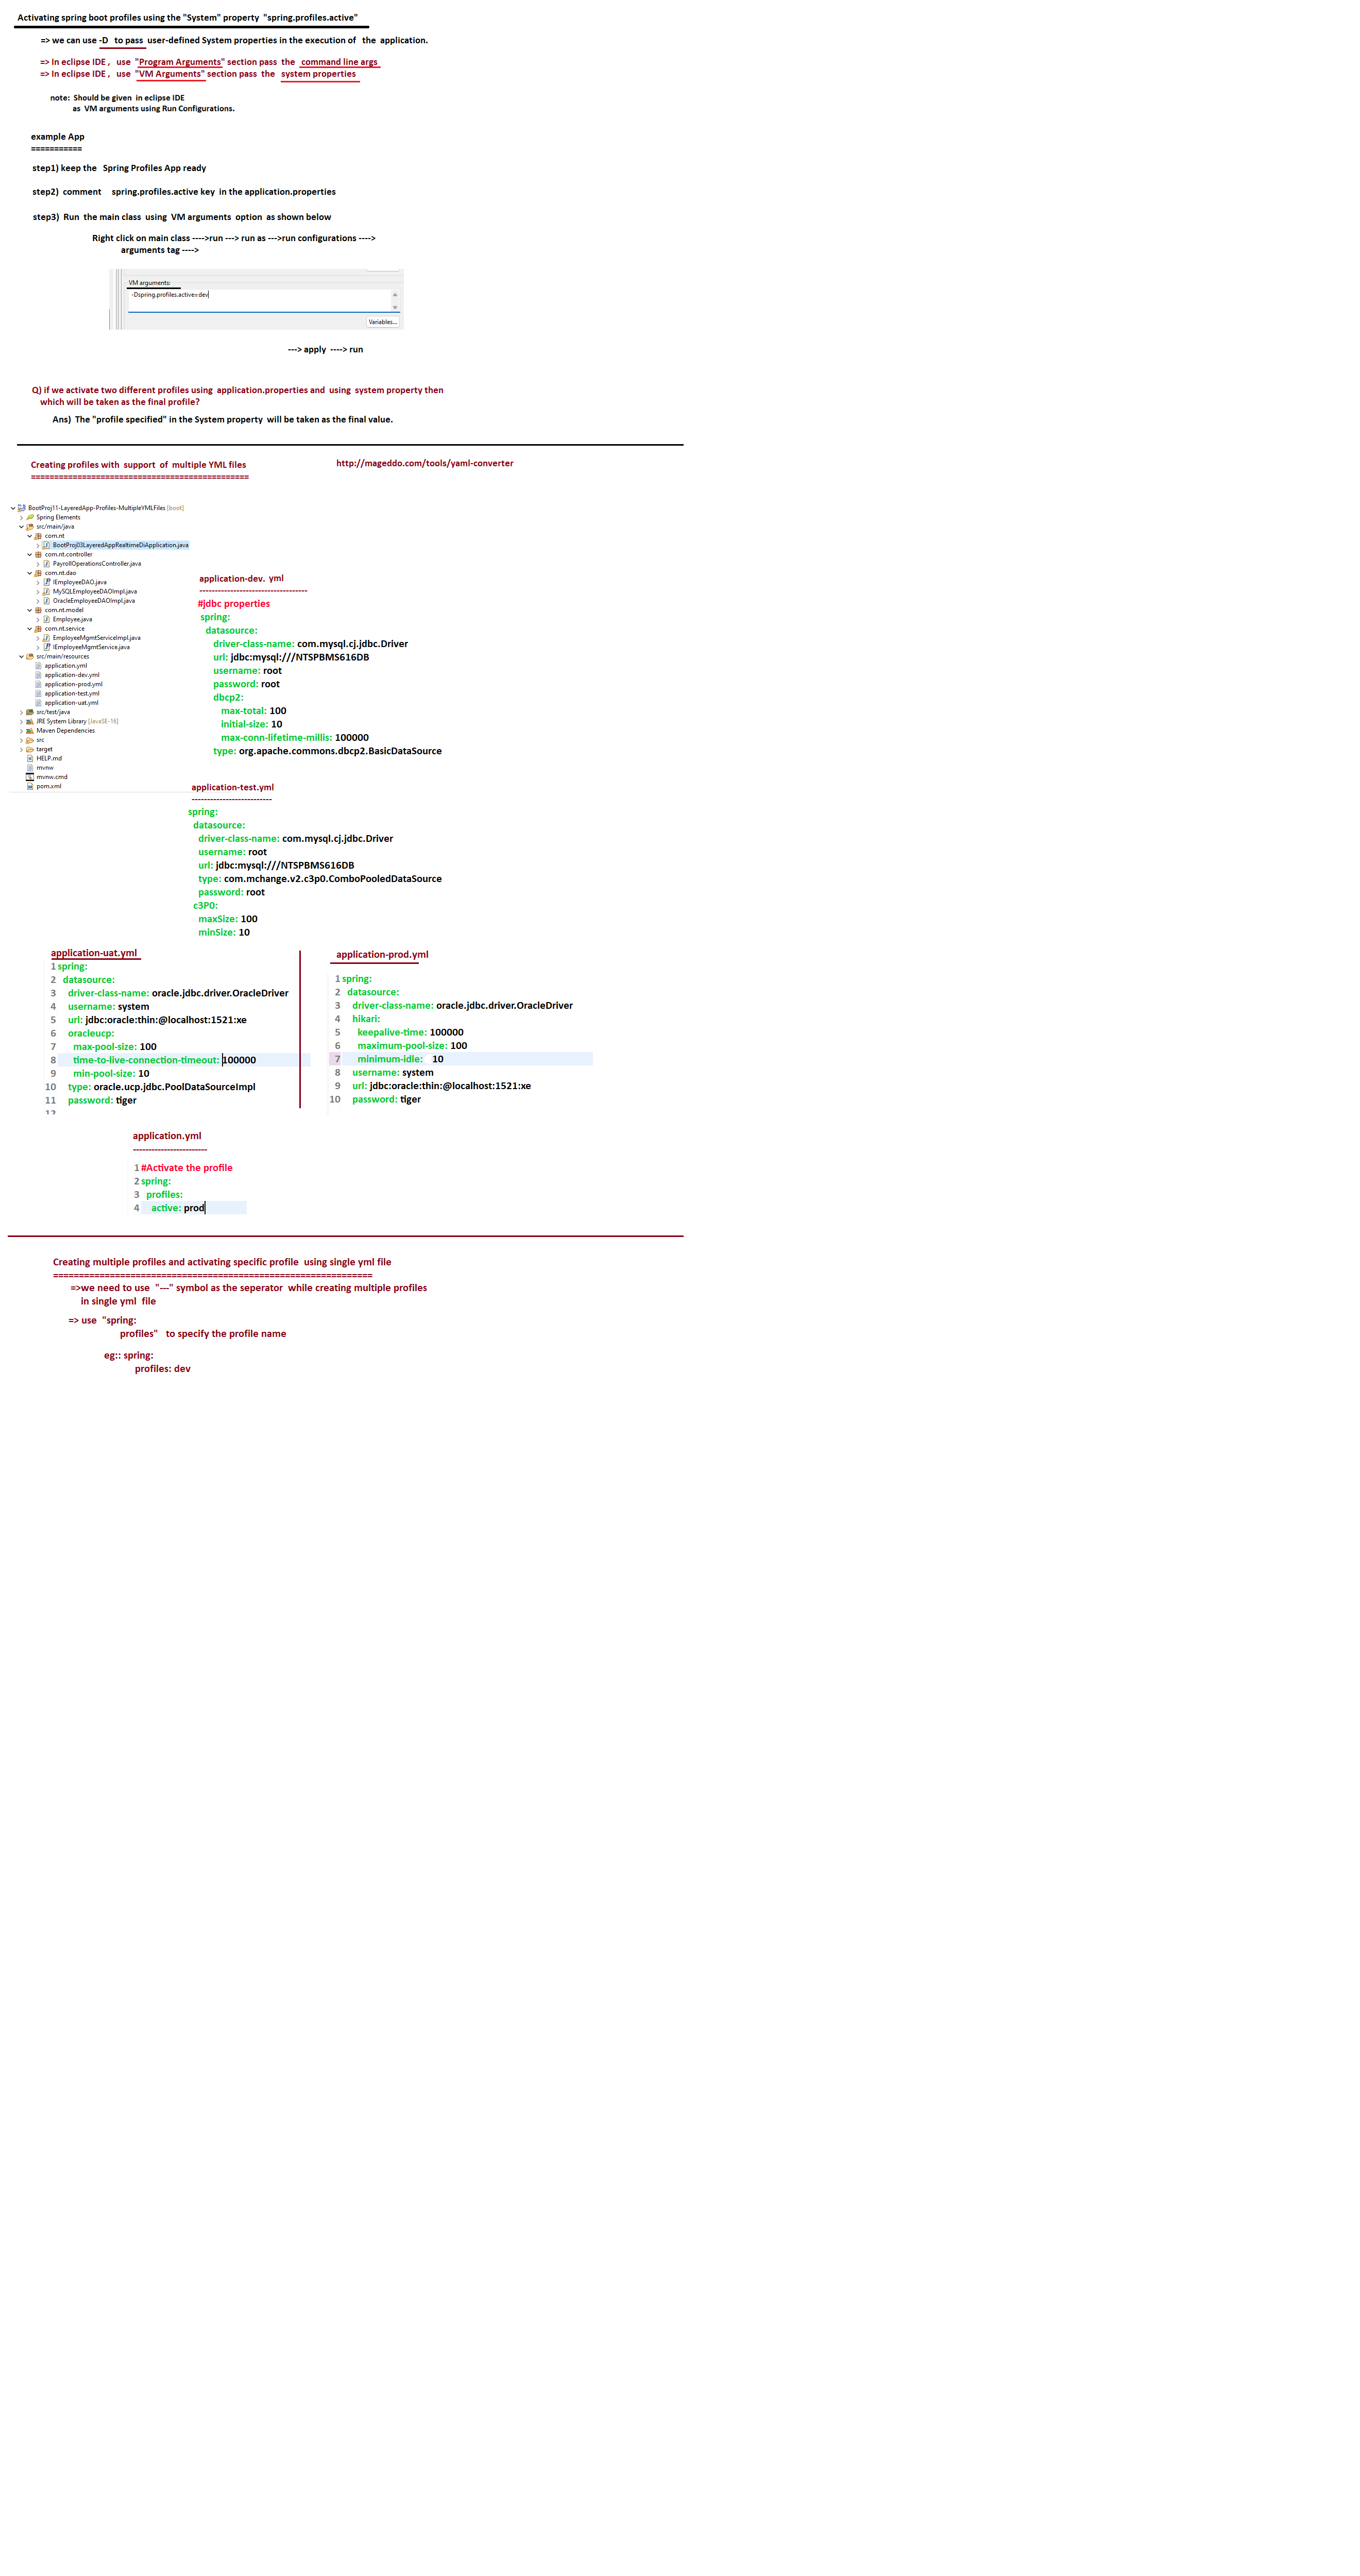 Activating spring boot profiles using the "System" property "spring.profiles.active"
=> we can use -D to pass user-defined System properties in the execution of the application.
=> In eclipse IDE , use "Program Arguments" section pass the command line args
=> In eclipse IDE , use "VM Arguments" section pass the system properties
note: Should be given in eclipse IDE
as VM arguments using Run Configurations.
example App
===========
step1) keep the Spring Profiles App ready
step2) comment spring.profiles.active key in the application.properties
step3) Run the main class using VM arguments option as shown below
Right click on main class ---->run ---> run as --->run configurations ---->
arguments tag ---->
VM arguments:
-Dspring.profiles.active=dev
Variables...
---> apply ----> run
Q) if we activate two different profiles using application.properties and using system property then
which will be taken as the final profile?
Ans) The "profile specified" in the System property will be taken as the final value.
Creating profiles with support of multiple YML files
http://mageddo.com/tools/yaml-converter
===============================================
BootProj11-LayeredApp-Profiles-MultipleYMLFiles [boot]
Spring Elements
src/main/java
com.nt
BootProj03LayeredAppRealtimeDiApplication.java
com.nt.controller
PayrollOperationsController.java
com.nt.dao
IEmployeeDAO.java
MySQLEmployeeDAOImpl.java
OracleEmployeeDAOImpl.java
com.nt.model
Employee.java
com.nt.service
EmployeeMgmtServiceImpl.java
IEmployeeMgmtService.java
src/main/resources
application.yml
application-dev.yml
application-prod.yml
application-test.yml
application-uat.yml
src/test/java
JRE System Library [JavaSE-16]
Maven Dependencies
src
target
HELP.md
mvnw
mvnw.cmd
pom.xml
application-dev. yml
-----------------------------------
#jdbc properties
spring:
datasource:
driver-class-name: com.mysql.cj.jdbc.Driver
url: jdbc:mysql:///NTSPBMS616DB
username: root
password: root
dbcp2:
max-total: 100
initial-size: 10
max-conn-lifetime-millis: 100000
type: org.apache.commons.dbcp2.BasicDataSource
application-test.yml
--------------------------
spring:
datasource:
driver-class-name: com.mysql.cj.jdbc.Driver
username: root
url: jdbc:mysql:///NTSPBMS616DB
type: com.mchange.v2.c3p0.ComboPooledDataSource
password: root
c3P0:
maxSize: 100
minSize: 10
application-uat.yml
1 spring:
2 datasource:
3 driver-class-name: oracle.jdbc.driver.OracleDriver
4 username: system
5 url: jdbc:oracle:thin:@localhost:1521:xe
6 oracleucp:
7 max-pool-size: 100
8 time-to-live-connection-timeout: 100000
9 min-pool-size: 10
10 type: oracle.ucp.jdbc.PoolDataSourceImpl
11 password: tiger
12
application-prod.yml
1 spring:
2 datasource:
3 driver-class-name: oracle.jdbc.driver.OracleDriver
4 hikari:
5 keepalive-time: 100000
6 maximum-pool-size: 100
7 minimum-idle: 10
8 username: system
9 url: jdbc:oracle:thin:@localhost:1521:xe
10 password: tiger
application.yml
------------------------
1 #Activate the profile
2 spring:
3 profiles:
4 active: prod
Creating multiple profiles and activating specific profile using single yml file
==============================================================
=>we need to use "---" symbol as the seperator while creating multiple profiles
in single yml file
=> use "spring:
profiles" to specify the profile name
eg:: spring:
profiles: dev